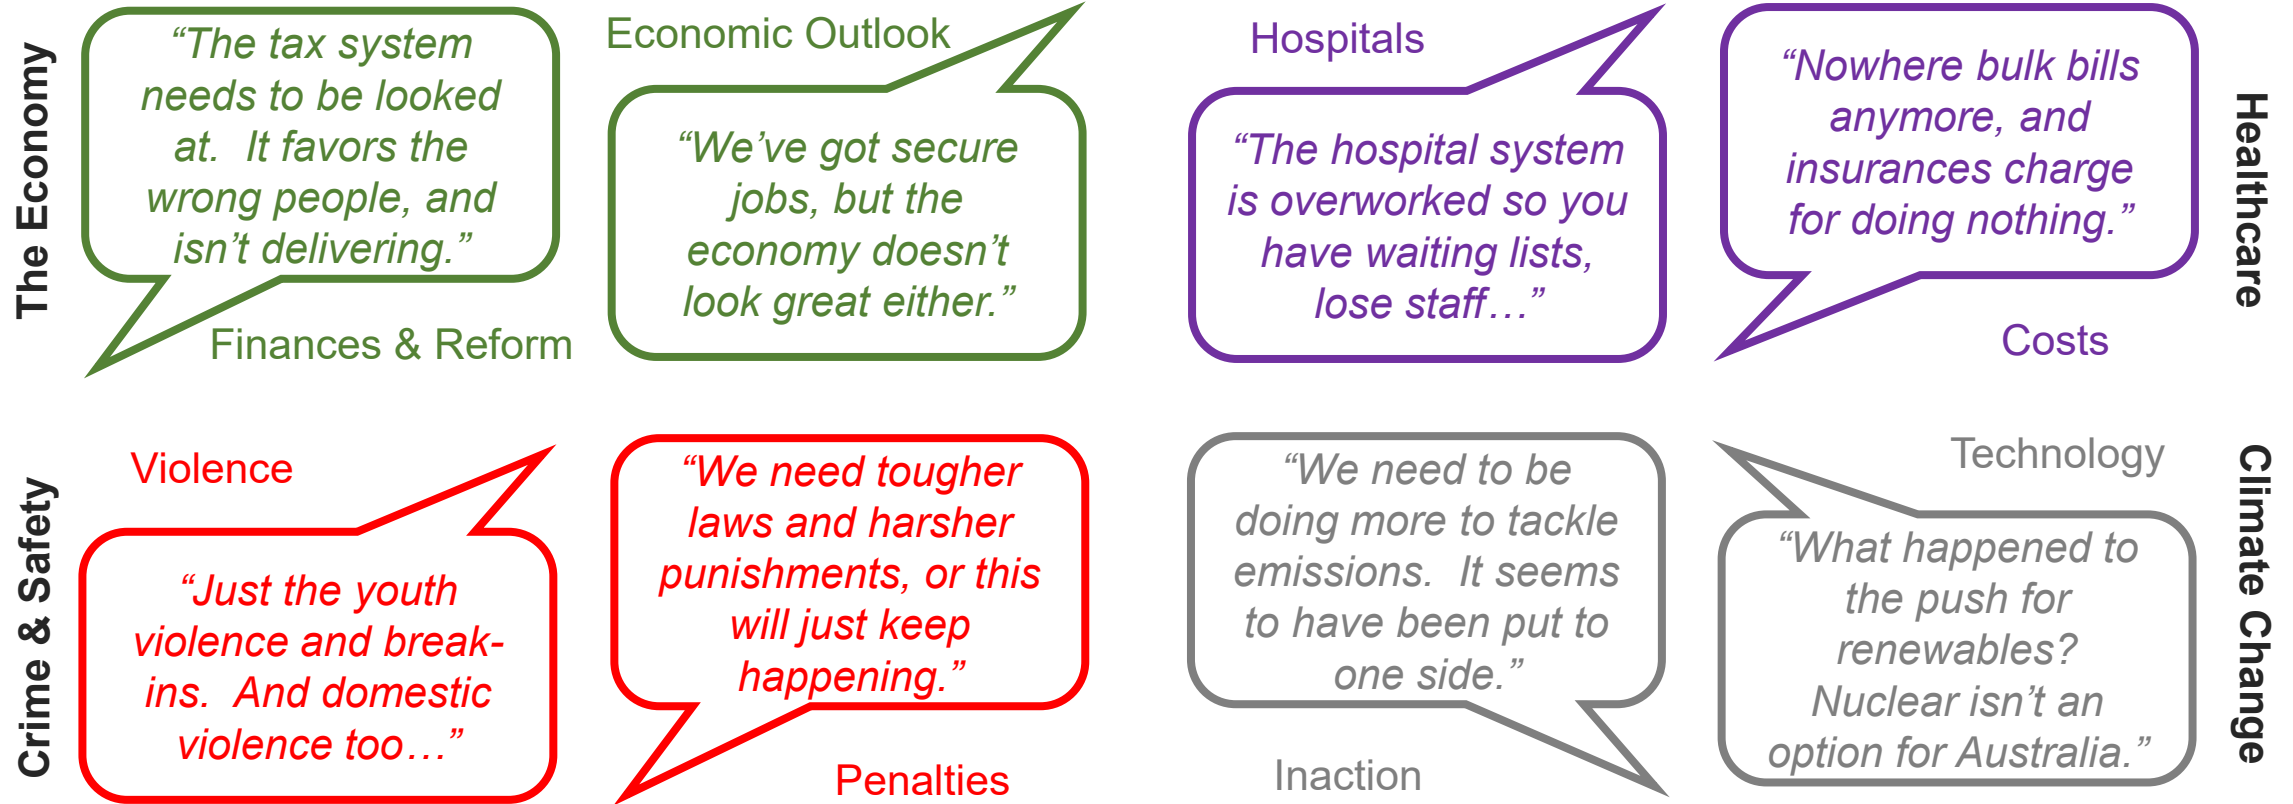 The Economy
“The tax system
needs to be looked
at.  It favors the
wrong people, and
isn’t delivering.”
Finances & Reform
Economic Outlook
“We’ve got secure
jobs, but the
economy doesn’t
look great either.”
Hospitals
“The hospital system
is overworked so you
have waiting lists,
lose staff…”
“Nowhere bulk bills
anymore, and
insurances charge
for doing nothing.”
Costs
Healthcare
Crime & Safety
Violence
“Just the youth
violence and break-
ins.  And domestic
violence too…”
“We need tougher
laws and harsher
punishments, or this
will just keep
happening.”
Penalties
“We need to be
doing more to tackle
emissions.  It seems
to have been put to
one side.”
Inaction
Technology
“What happened to
the push for
renewables?
Nuclear isn’t an
option for Australia.”
Climate Change